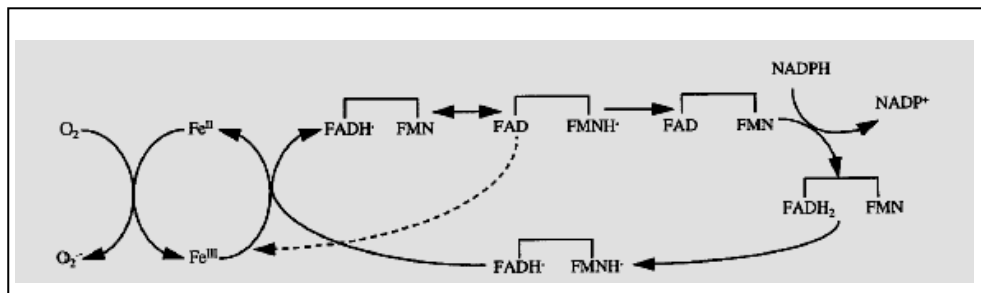 NADPH
NADP⁺
O₂ Feᴵᴵ FADH· FMN FAD FMNH· FAD FMN
FADH₂ FMN
O₂⁻ Feᴵᴵᴵ FADH· FMNH·